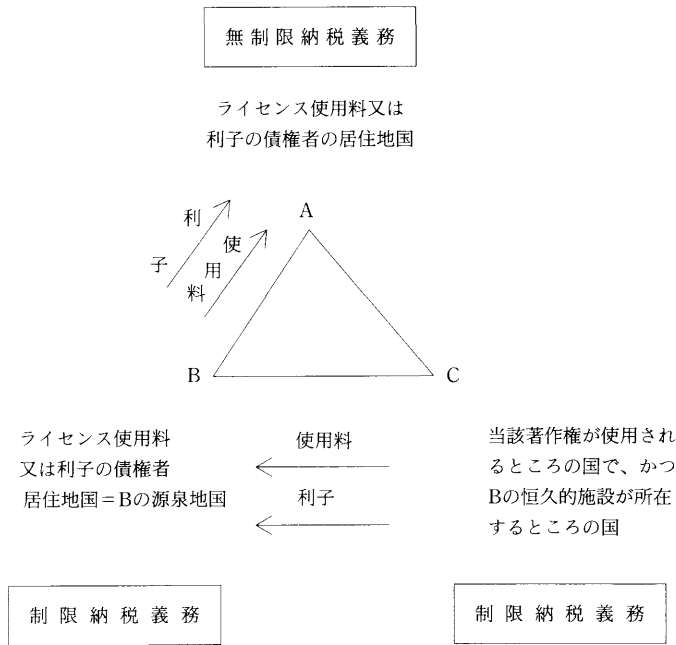 無制限納税義務
ライセンス使用料又は
利子の債権者の居住地国
利子
使用料
A
B
C
ライセンス使用料
又は利子の債権者
居住地国＝Bの源泉地国
使用料
利子
当該著作権が使用され
るところの国で、かつ
Bの恒久的施設が所在
するところの国
制限納税義務
制限納税義務